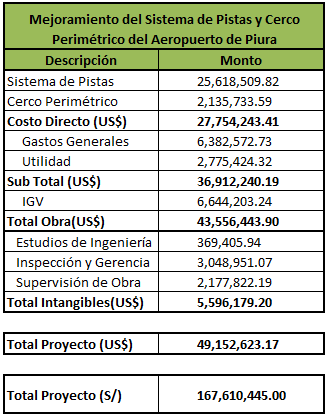 Mejoramiento del Sistema de Pistas y Cerco
Perimétrico del Aeropuerto de Piura
Descripción Monto
Sistema de Pistas 25,618,509.82
Cerco Perimétrico 2,135,733.59
Costo Directo (US$) 27,754,243.41
Gastos Generales 6,382,572.73
Utilidad 2,775,424.32
Sub Total (US$) 36,912,240.19
IGV 6,644,203.24
Total Obra(US$) 43,556,443.90
Estudios de Ingeniería 369,405.94
Inspección y Gerencia 3,048,951.07
Supervisión de Obra 2,177,822.19
Total Intangibles(US$) 5,596,179.20
Total Proyecto (US$) 49,152,623.17
Total Proyecto (S/) 167,610,445.00